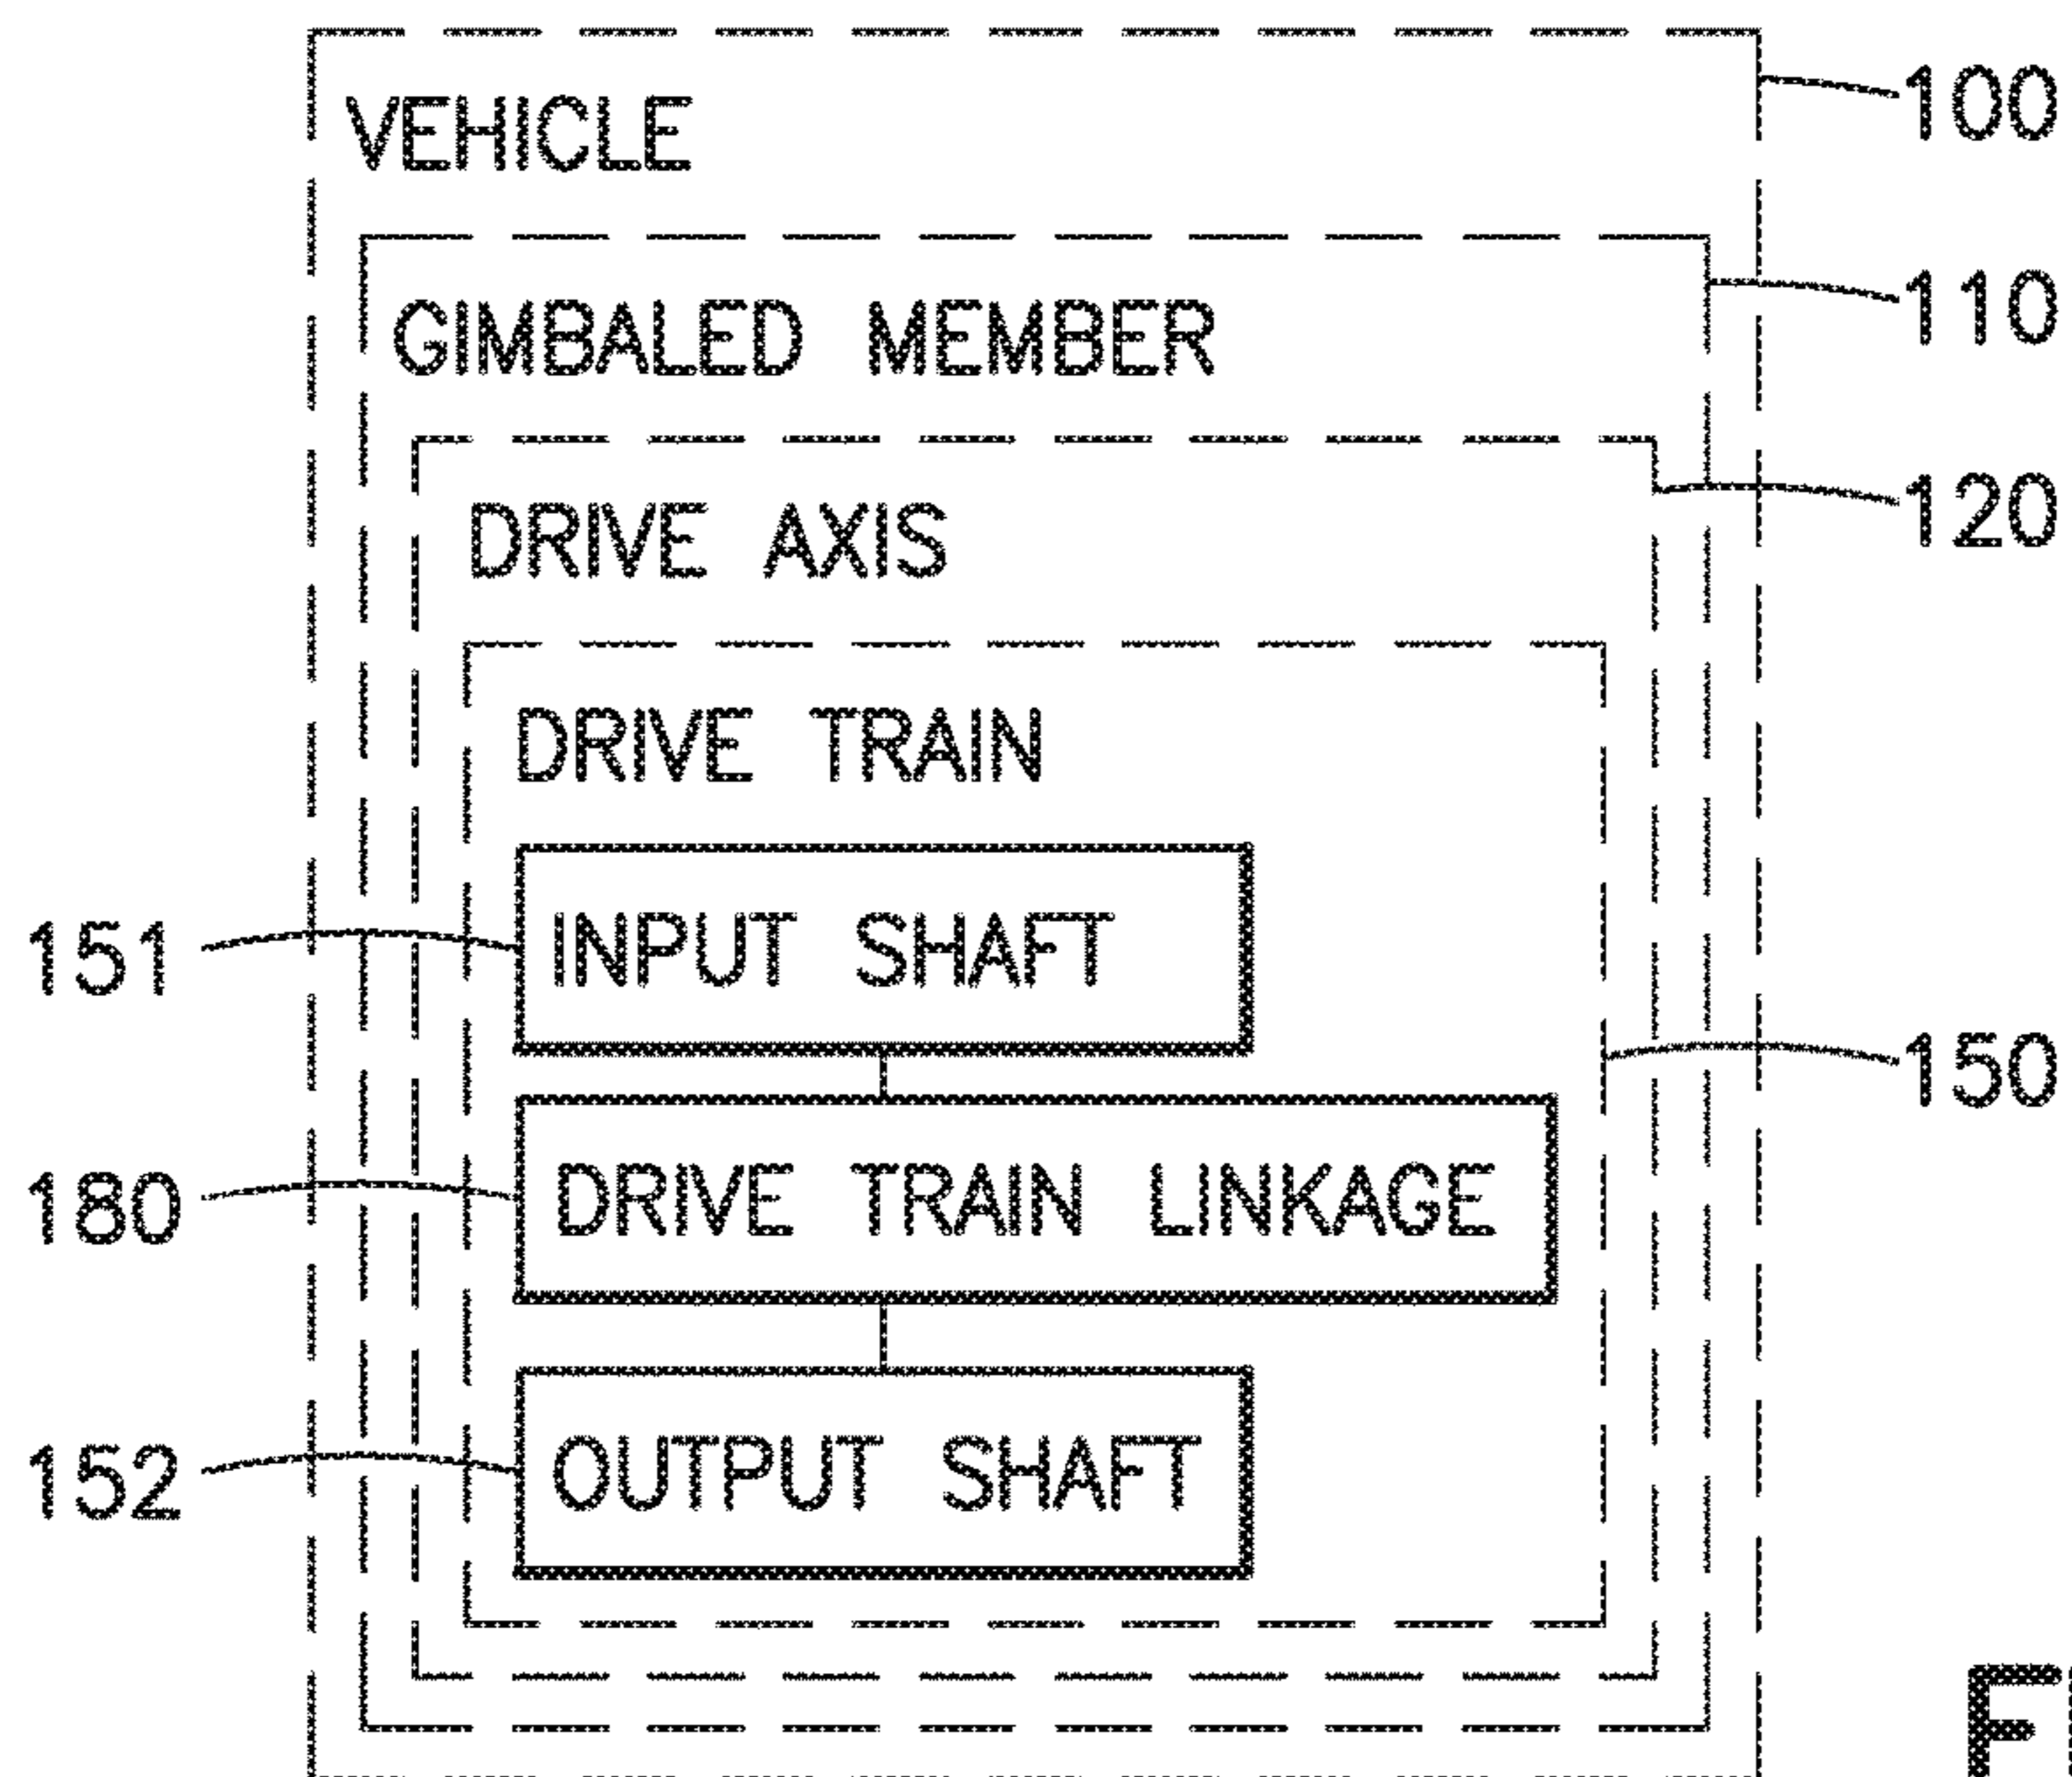 VEHICLE 100
GIMBALED MEMBER 110
DRIVE AXIS 120
DRIVE TRAIN
151 INPUT SHAFT
150
180 DRIVE TRAIN LINKAGE
152 OUTPUT SHAFT